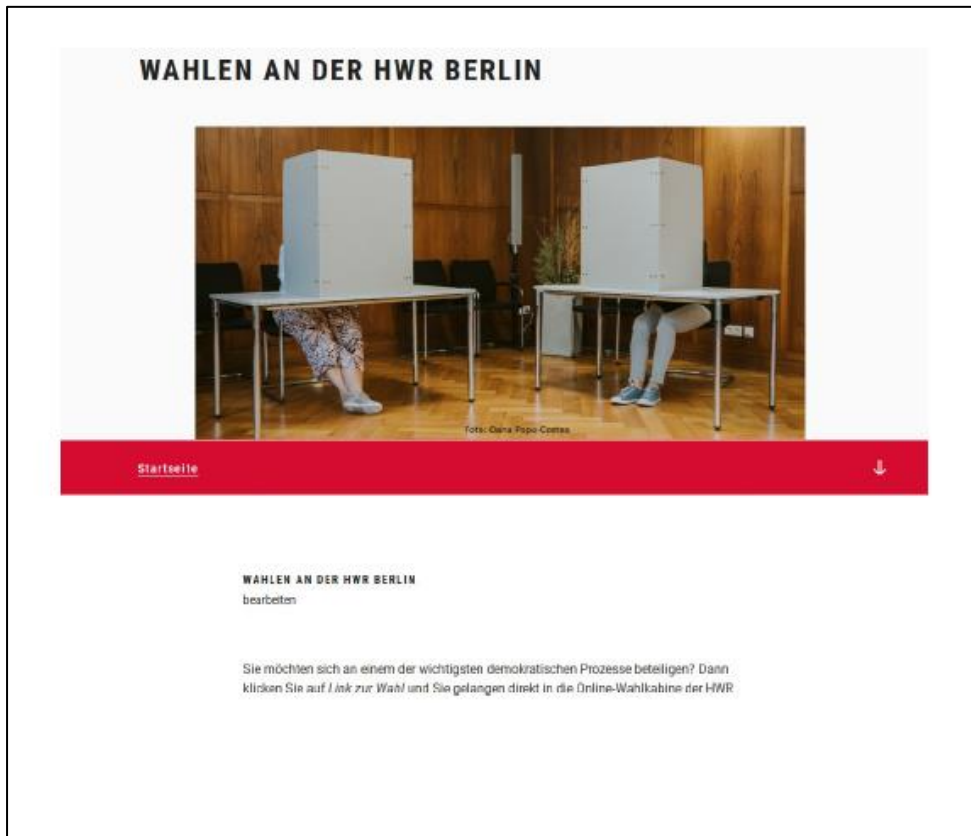 WAHLEN AN DER HWR BERLIN
Foto: Oana Popa-Costea
Startseite
WAHLEN AN DER HWR BERLIN
bearbeiten
Sie möchten sich an einem der wichtigsten demokratischen Prozesse beteiligen? Dann
klicken Sie auf Link zur Wahl und Sie gelangen direkt in die Online-Wahlkabine der HWR